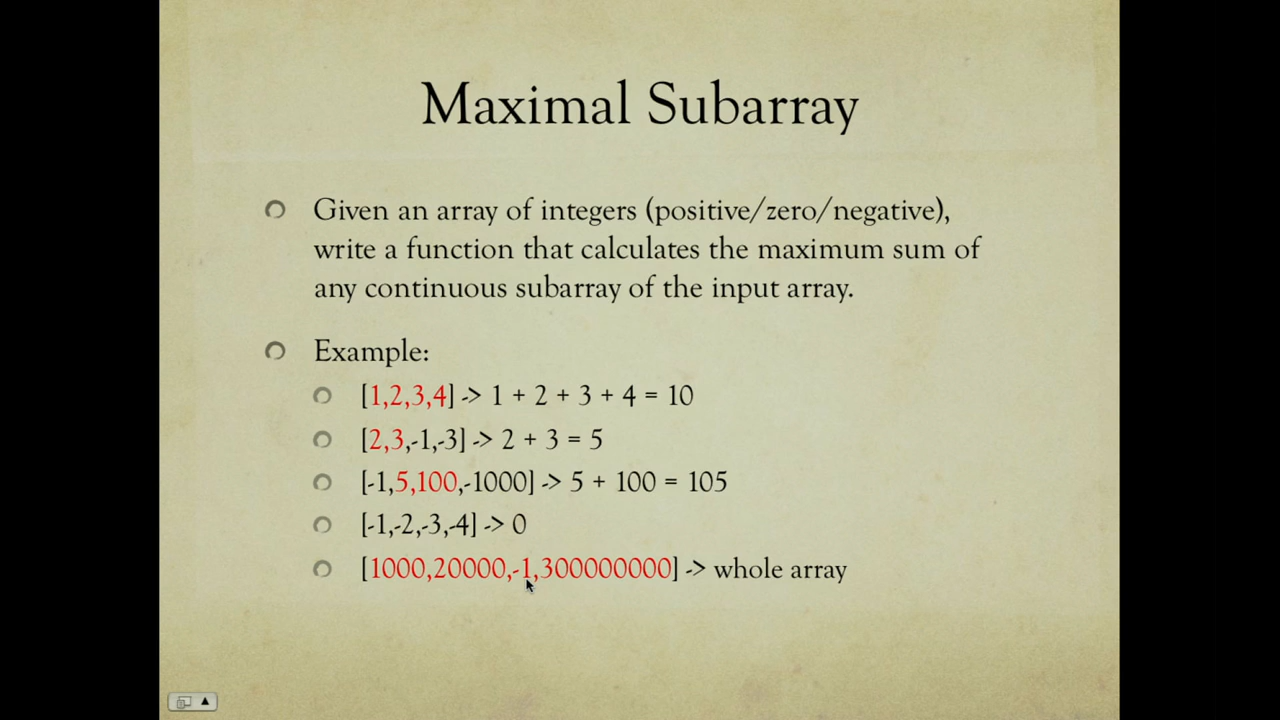 Maximal Subarray
Given an array of integers (positive/zero/negative),
write a function that calculates the maximum sum of
any continuous subarray of the input array.
Example:
[1,2,3,4] -> 1 + 2 + 3 + 4 = 10
[2,3,-1,-3] -> 2 + 3 = 5
[-1,5,100,-1000] -> 5 + 100 = 105
[-1,-2,-3,-4] -> 0
[1000,20000,-1,300000000] -> whole array